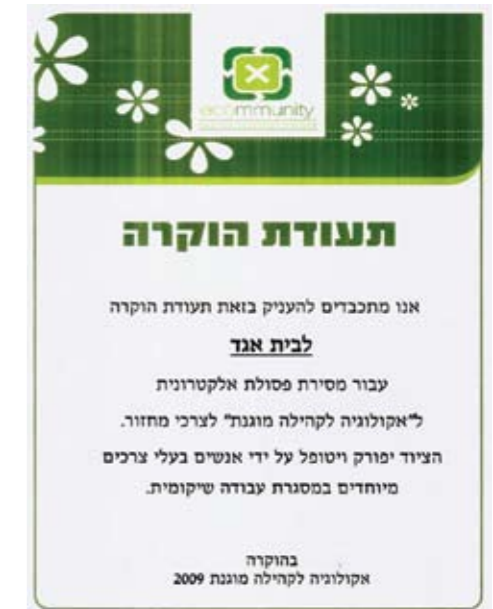 ecommunity
תעודת הוקרה
אנו מתכבדים להעניק בזאת תעודת הוקרה
לבית אגד
עבור מסירת פסולת אלקטרונית
ל"אקולוגיה לקהילה מוגנת" לצרכי מחזור.
הציוד יפורק ויטופל על ידי אנשים בעלי צרכים
מיוחדים במסגרת עבודה שיקומית.
בהוקרה
אקולוגיה לקהילה מוגנת 2009